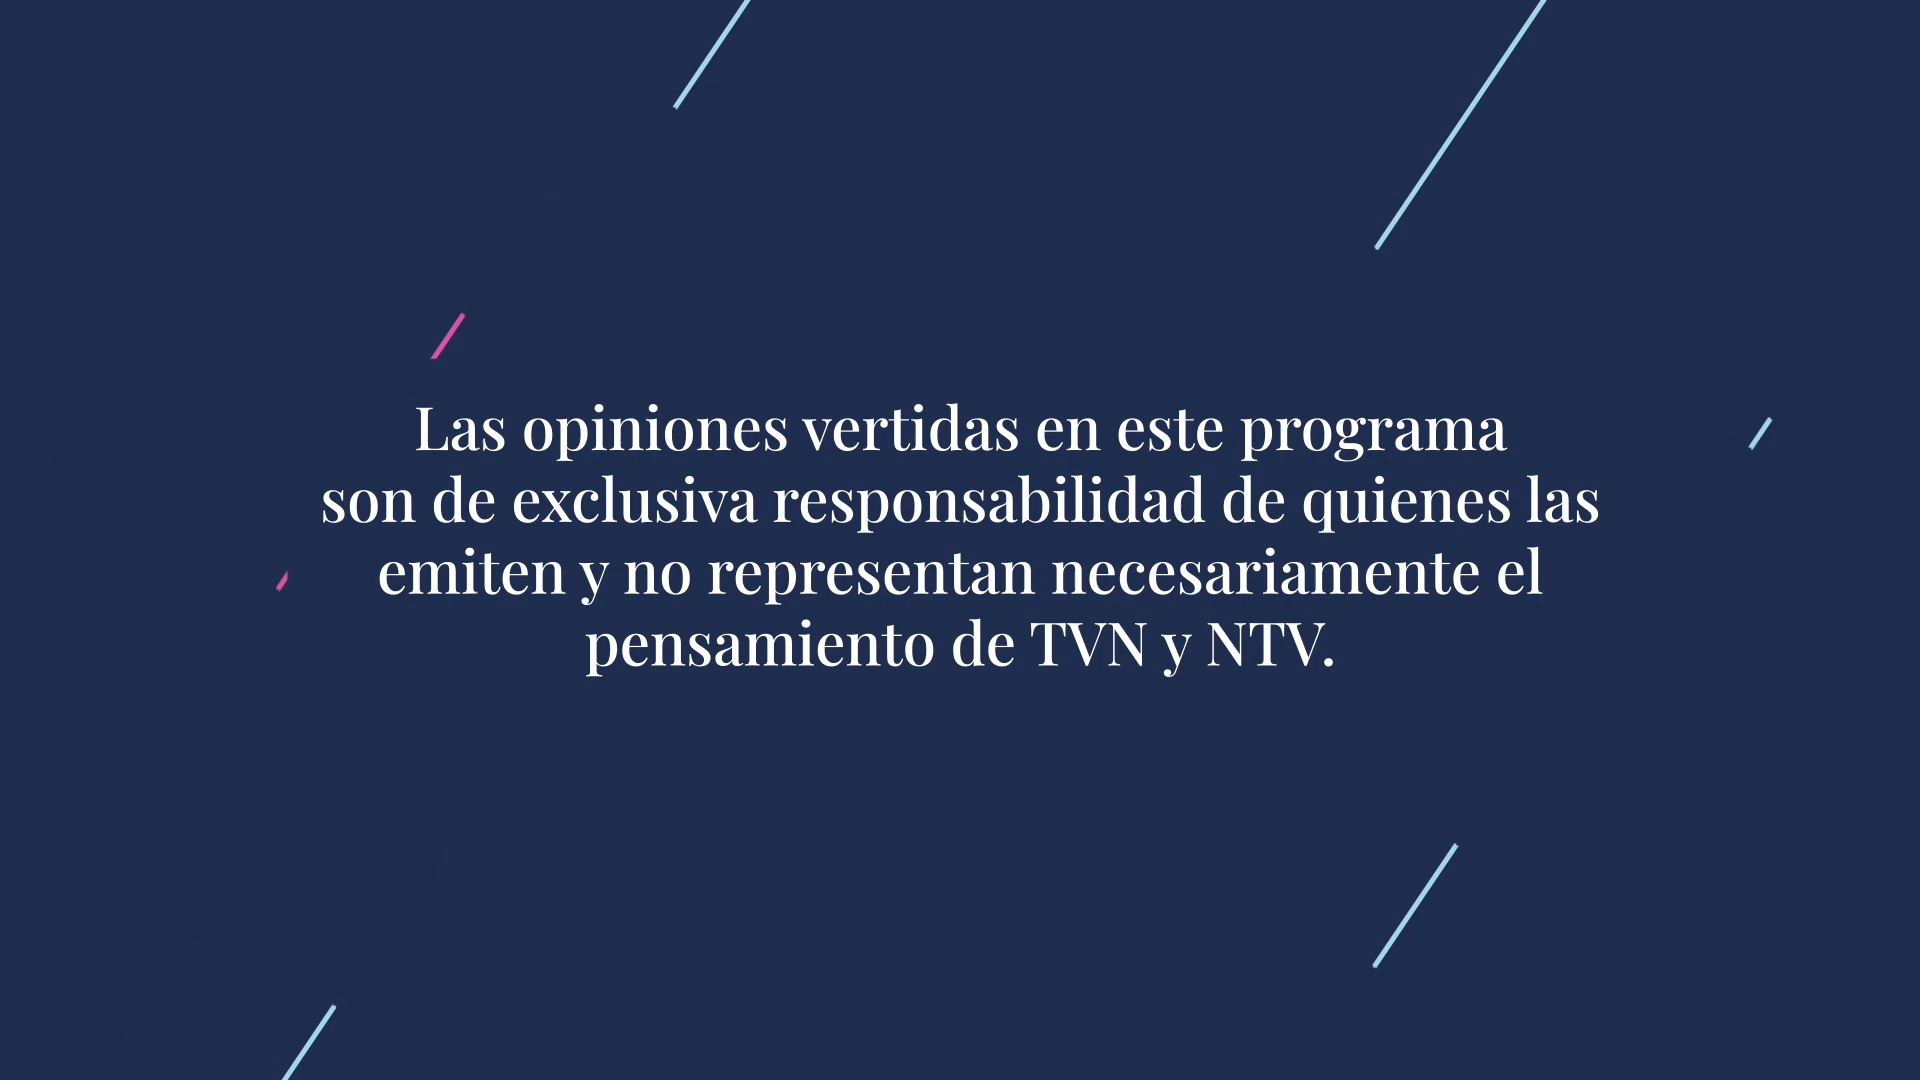 Las opiniones vertidas en este programa
son de exclusiva responsabilidad de quienes las
emiten y no representan necesariamente el
pensamiento de TVN y NTV.